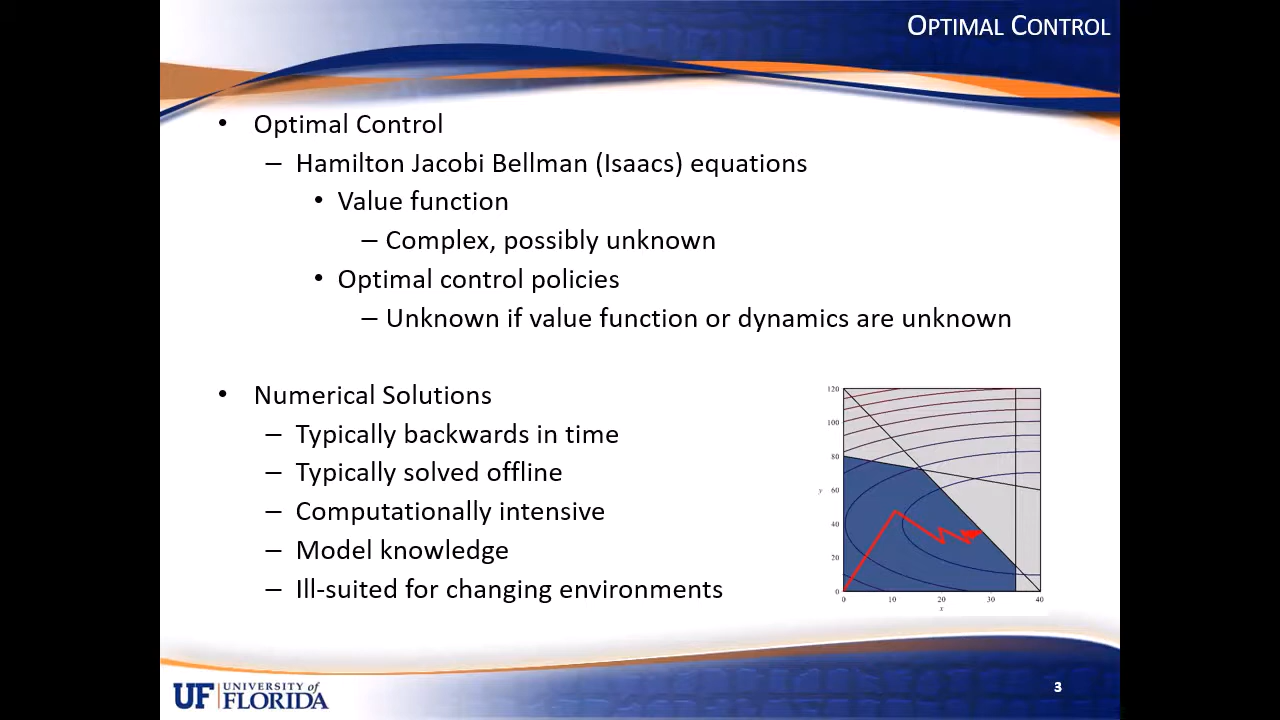 OPTIMAL CONTROL
• Optimal Control
– Hamilton Jacobi Bellman (Isaacs) equations
• Value function
– Complex, possibly unknown
• Optimal control policies
– Unknown if value function or dynamics are unknown
• Numerical Solutions
– Typically backwards in time
– Typically solved offline
– Computationally intensive
– Model knowledge
– Ill-suited for changing environments
120
100
80
y 60
40
20
0
0 10 20 30 40
x
UF UNIVERSITY of
FLORIDA
3